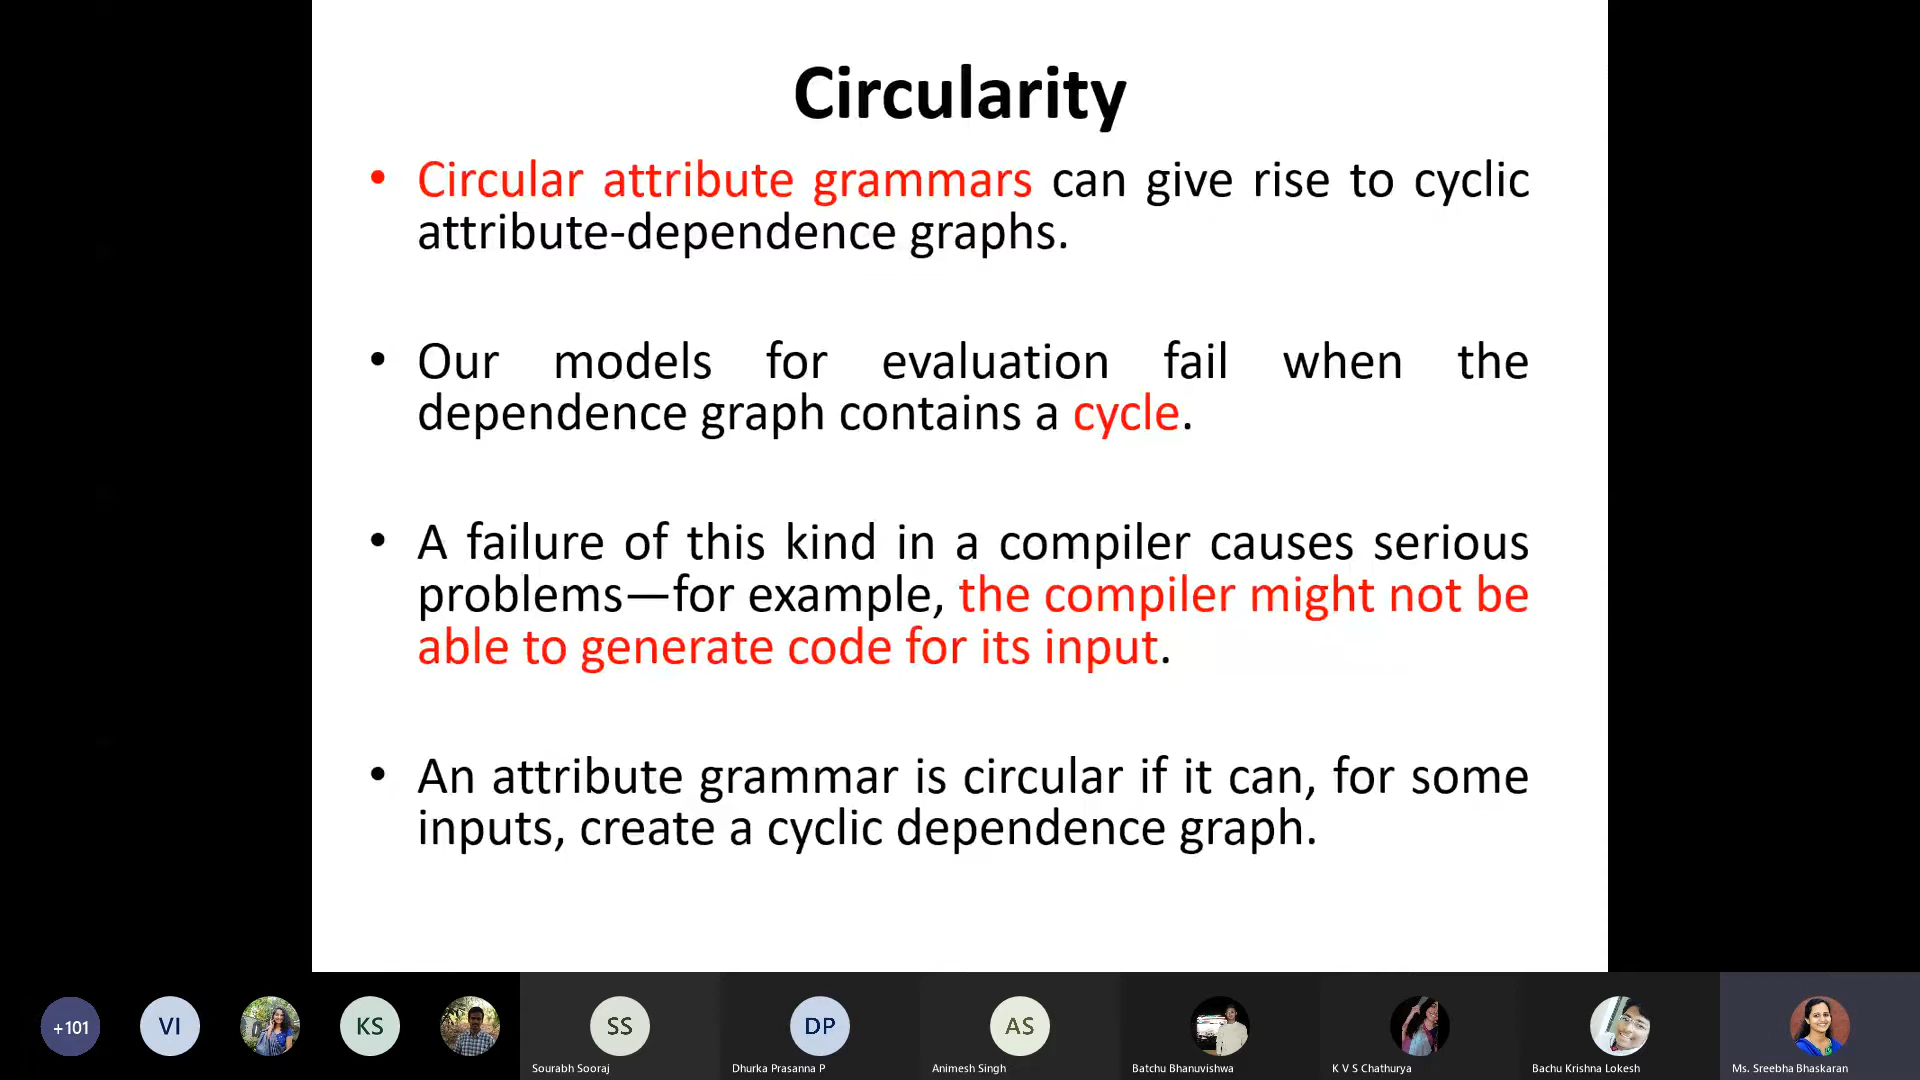 Circularity
• Circular attribute grammars can give rise to cyclic
attribute-dependence graphs.
• Our models for evaluation fail when the
dependence graph contains a cycle.
• A failure of this kind in a compiler causes serious
problems—for example, the compiler might not be
able to generate code for its input.
• An attribute grammar is circular if it can, for some
inputs, create a cyclic dependence graph.
+101
VI
KS
SS
DP
AS
Sourabh Sooraj
Dhurka Prasanna P
Animesh Singh
Batchu Bhanuvishwa
K V S Chathurya
Bachu Krishna Lokesh
Ms. Sreebha Bhaskaran